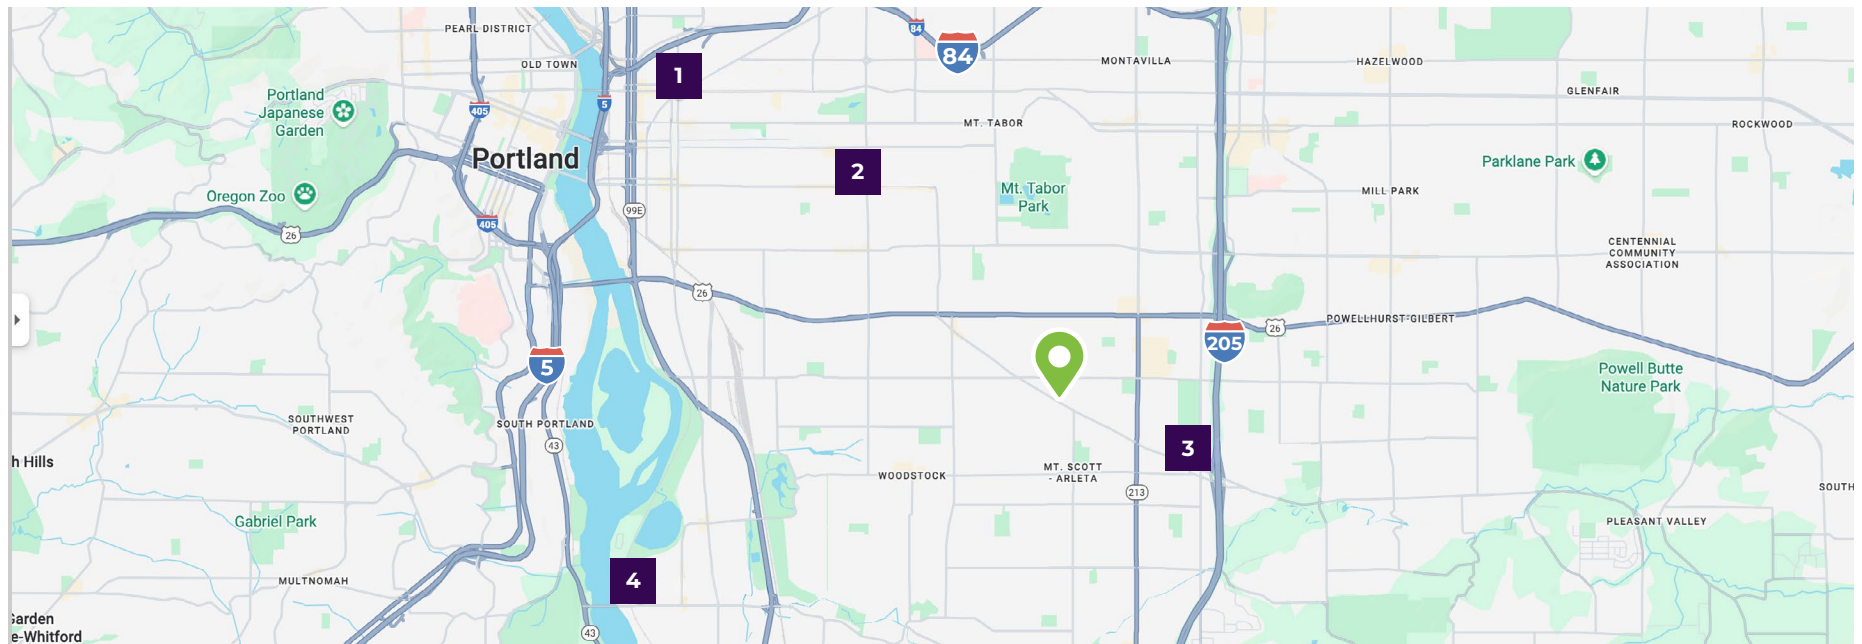 PEARL DISTRICT
84
84
OLD TOWN
MONTAVILLA
HAZELWOOD
1
GLENFAIR
Portland
Japanese
Garden
405
5
MT. TABOR
ROCKWOOD
Portland
2
Parklane Park
Oregon Zoo
Mt. Tabor
Park
MILL PARK
405
99E
26
CENTENNIAL
COMMUNITY
ASSOCIATION
26
POWELLHURST-GILBERT
26
205
5
Powell Butte
Nature Park
SOUTHWEST
PORTLAND
SOUTH PORTLAND
43
3
h Hills
WOODSTOCK
MT. SCOTT
- ARLETA
213
SOUTH
Gabriel Park
PLEASANT VALLEY
MULTNOMAH
4
Garden
e-Whitford
43